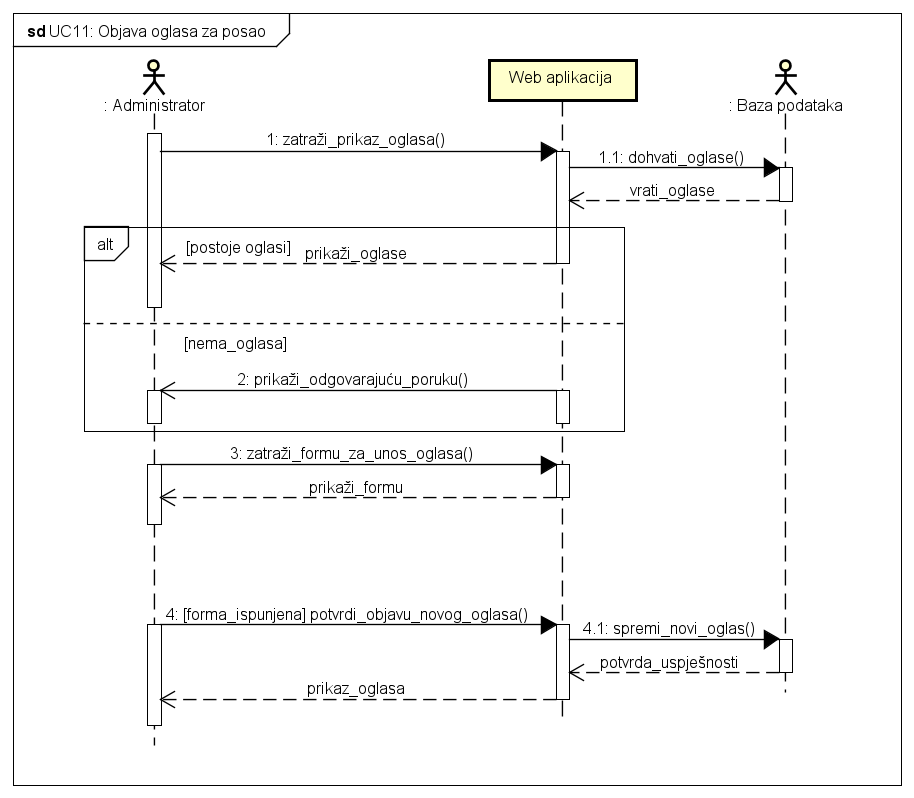 sd UC11: Objava oglasa za posao
: Administrator
Web aplikacija
: Baza podataka
1: zatraži_prikaz_oglasa()
1.1: dohvati_oglase()
vrati_oglase
alt
[postoje oglasi]
prikaži_oglase
[nema_oglasa]
2: prikaži_odgovarajuću_poruku()
3: zatraži_formu_za_unos_oglasa()
prikaži_formu
4: [forma_ispunjena] potvrdi_objavu_novog_oglasa()
4.1: spremi_novi_oglas()
potvrda_uspješnosti
prikaz_oglasa